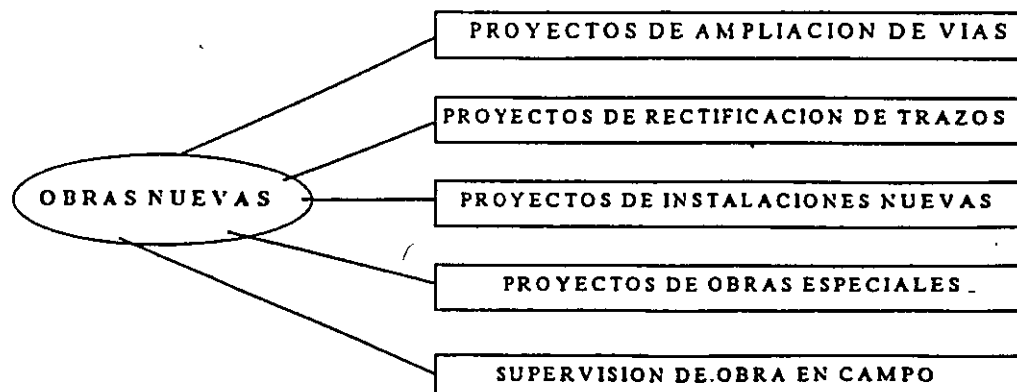 PROYECTOS DE AMPLIACION DE VIAS
PROYECTOS DE RECTIFICACION DE TRAZOS
OBRAS NUEVAS
PROYECTOS DE INSTALACIONES NUEVAS
PROYECTOS DE OBRAS ESPECIALES
SUPERVISION DE OBRA EN CAMPO